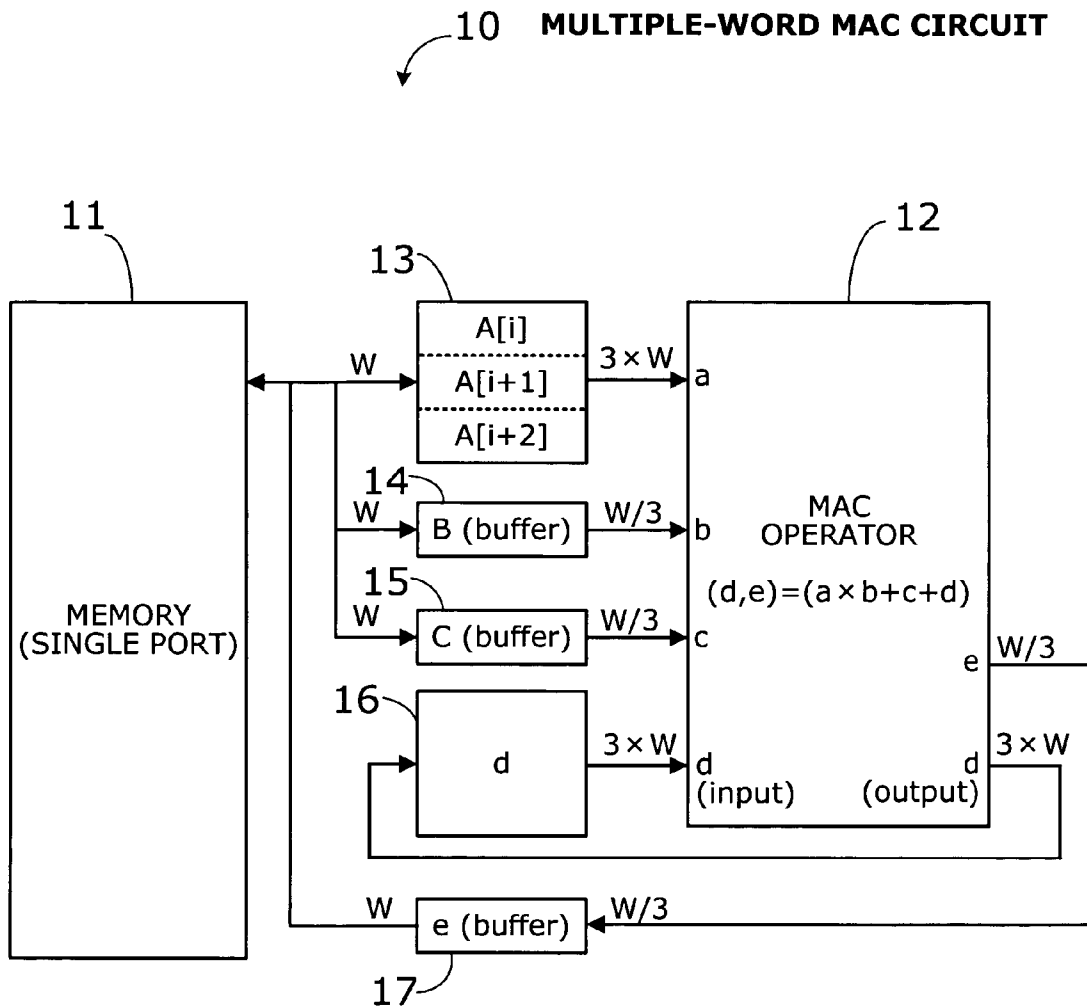 10 MULTIPLE-WORD MAC CIRCUIT
11
12
13
A[i]
W
3×W
A[i+1]
a
A[i+2]
14
W
B (buffer)
W/3
b
MAC
OPERATOR
15
(d,e)=(a×b+c+d)
MEMORY
(SINGLE PORT)
W
C (buffer)
W/3
c
e
W/3
16
d
3×W
d
(input)
d
(output)
3×W
W
e (buffer)
W/3
17